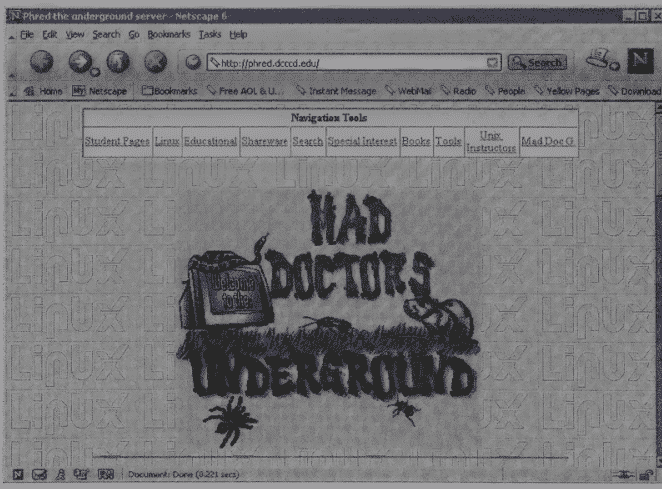 Phred the underground server - Netscape 6
File Edit View Search Go Bookmarks Tasks Help
http://phred.dcccd.edu/ Search N
Home Netscape Bookmarks Free AOL & U... Instant Message WebMail Radio People Yellow Pages Download
Navigation Tools
Student Pages Linux Educational Shareware Search Special Interest Books Tools Unix Instructors Mad Doc G
MAD
DOCTORS
Welcome
UNDERGROUND
Linux
Document: Done (0.221 secs)